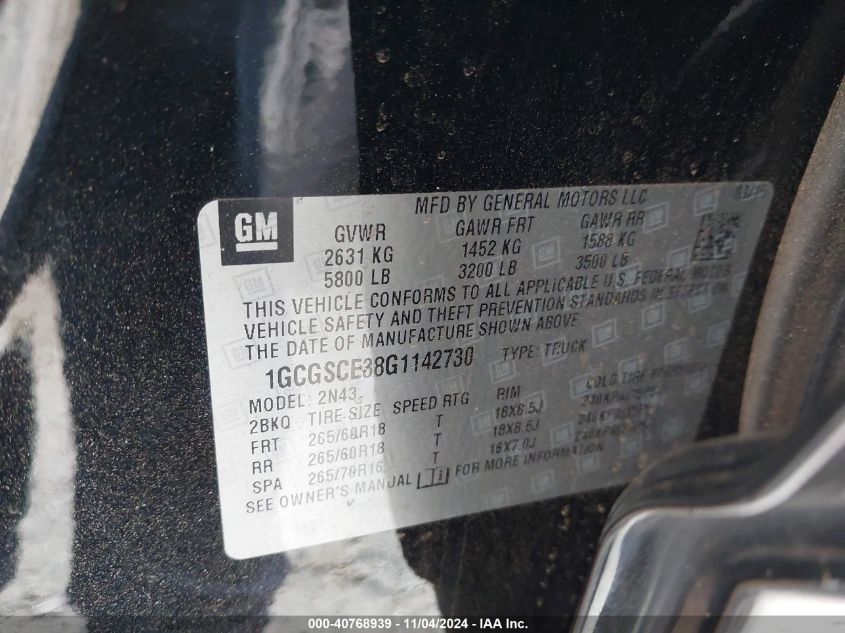 MFD BY GENERAL MOTORS LLC
GM
GVWR GAWR FRT GAWR RR
2631 KG 1452 KG 1588 KG
5800 LB 3200 LB 3500 LB
THIS VEHICLE CONFORMS TO ALL APPLICABLE U.S. FEDERAL MOTOR
VEHICLE SAFETY AND THEFT PREVENTION STANDARDS IN EFFECT ON
THE DATE OF MANUFACTURE SHOWN ABOVE.
1GCGSCE38G1142730 TYPE: TRUCK
MODEL: 2N43
2BKQ TIRE SIZE SPEED RTG RIM COLD TIRE PRESSURE
FRT 265/60R18 T 18X8.5J
RR 265/60R18 T 18X8.5J
SPA 265/70R16 T 16X7.0J
SEE OWNER'S MANUAL FOR MORE INFORMATION
000-40768939 - 11/04/2024 - IAA Inc.